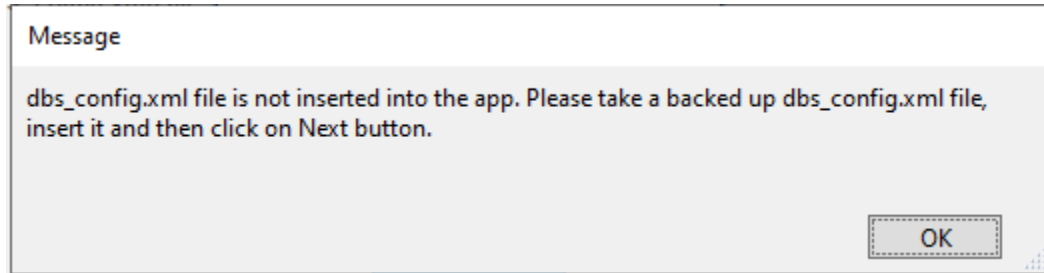 Message
dbs_config.xml file is not inserted into the app. Please take a backed up dbs_config.xml file,
insert it and then click on Next button.
OK